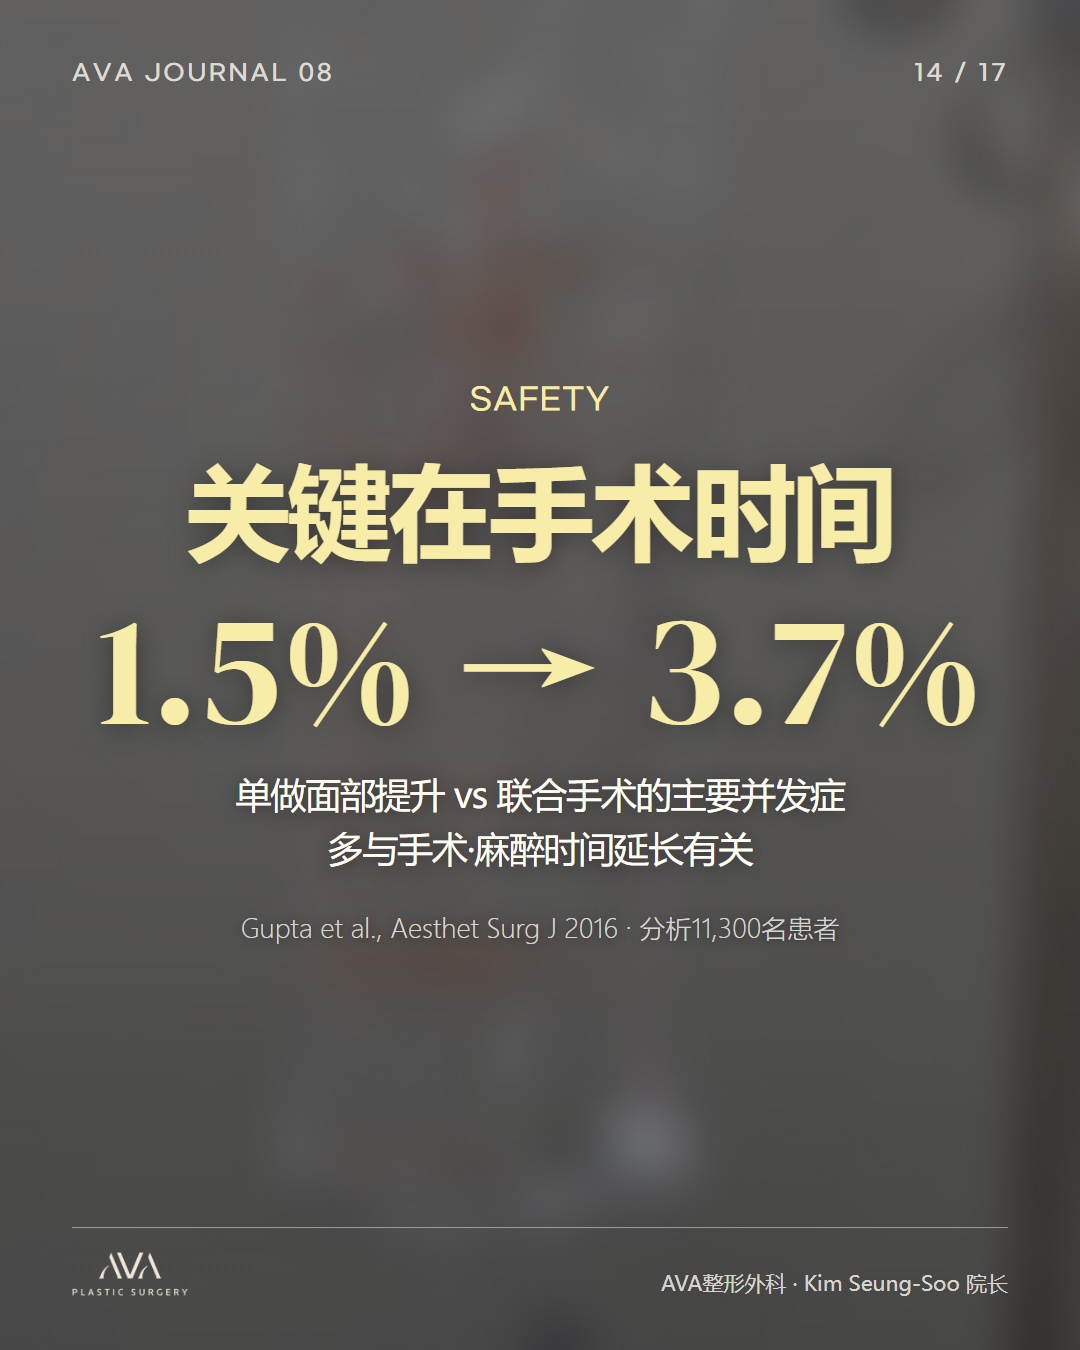 AVA JOURNAL 08
14 / 17
SAFETY
关键在手术时间
1.5% → 3.7%
单做面部提升 vs 联合手术的主要并发症
多与手术·麻醉时间延长有关
Gupta et al., Aesthet Surg J 2016 · 分析11,300名患者
AVA
PLASTIC SURGERY
AVA整形外科 · Kim Seung-Soo 院长